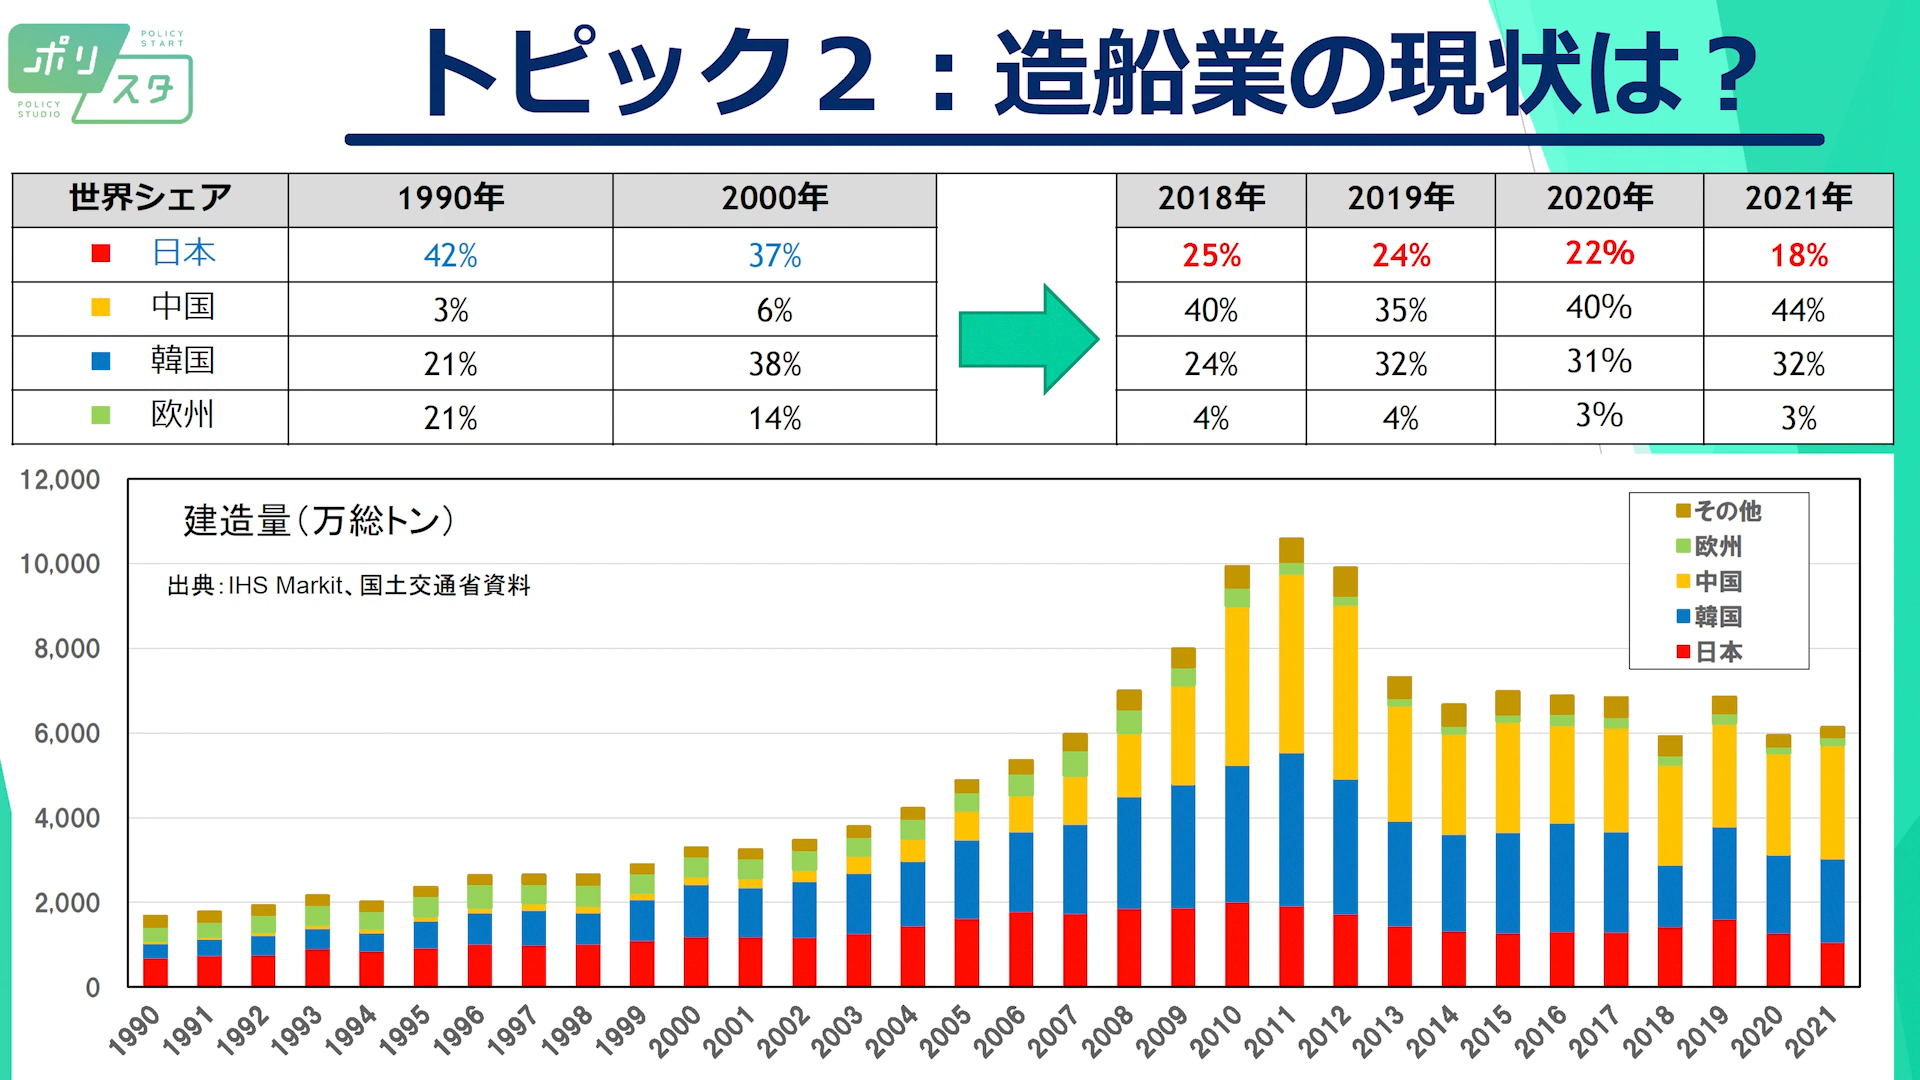 ポリ
スタ
POLICY
START
POLICY
STUDIO
トピック2：造船業の現状は？
世界シェア 1990年 2000年 2018年 2019年 2020年 2021年
日本 42% 37% 25% 24% 22% 18%
中国 3% 6% 40% 35% 40% 44%
韓国 21% 38% 24% 32% 31% 32%
欧州 21% 14% 4% 4% 3% 3%
建造量（万総トン）
出典：IHS Markit、国土交通省資料
その他
欧州
中国
韓国
日本
12,000
10,000
8,000
6,000
4,000
2,000
0
1990 1991 1992 1993 1994 1995 1996 1997 1998 1999 2000 2001 2002 2003 2004 2005 2006 2007 2008 2009 2010 2011 2012 2013 2014 2015 2016 2017 2018 2019 2020 2021